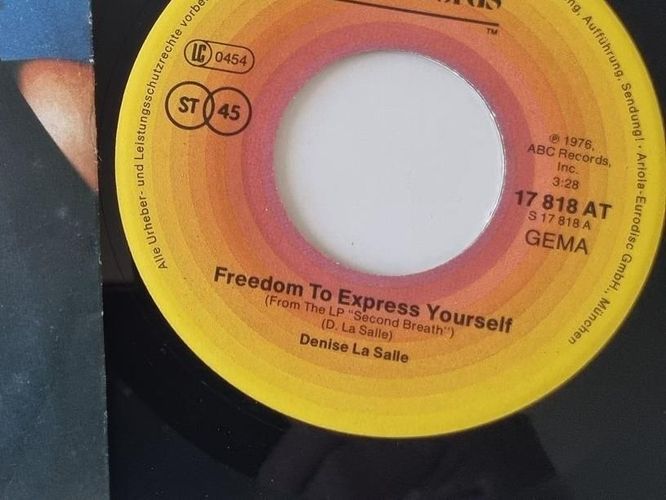 TM
LC 0454
ST 45
℗ 1976,
ABC Records,
Inc.
3:28
17 818 AT
S 17 818 A
GEMA
Freedom To Express Yourself
(From The LP "Second Breath")
(D. La Salle)
Denise La Salle
Alle Urheber- und Leistungsschutzrechte
Aufführung, Sendung! · Ariola-Eurodisc GmbH., München